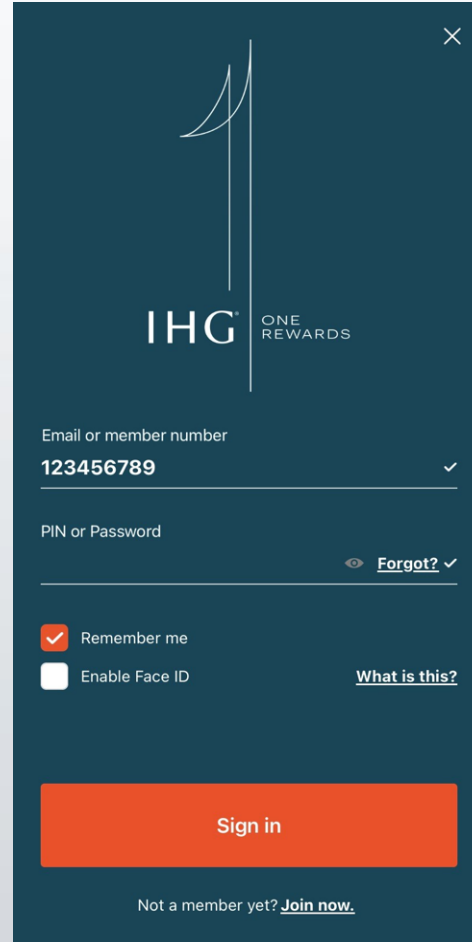 IHG®
ONE
REWARDS
Email or member number
123456789
PIN or Password
Forgot?
Remember me
Enable Face ID
What is this?
Sign in
Not a member yet? Join now.